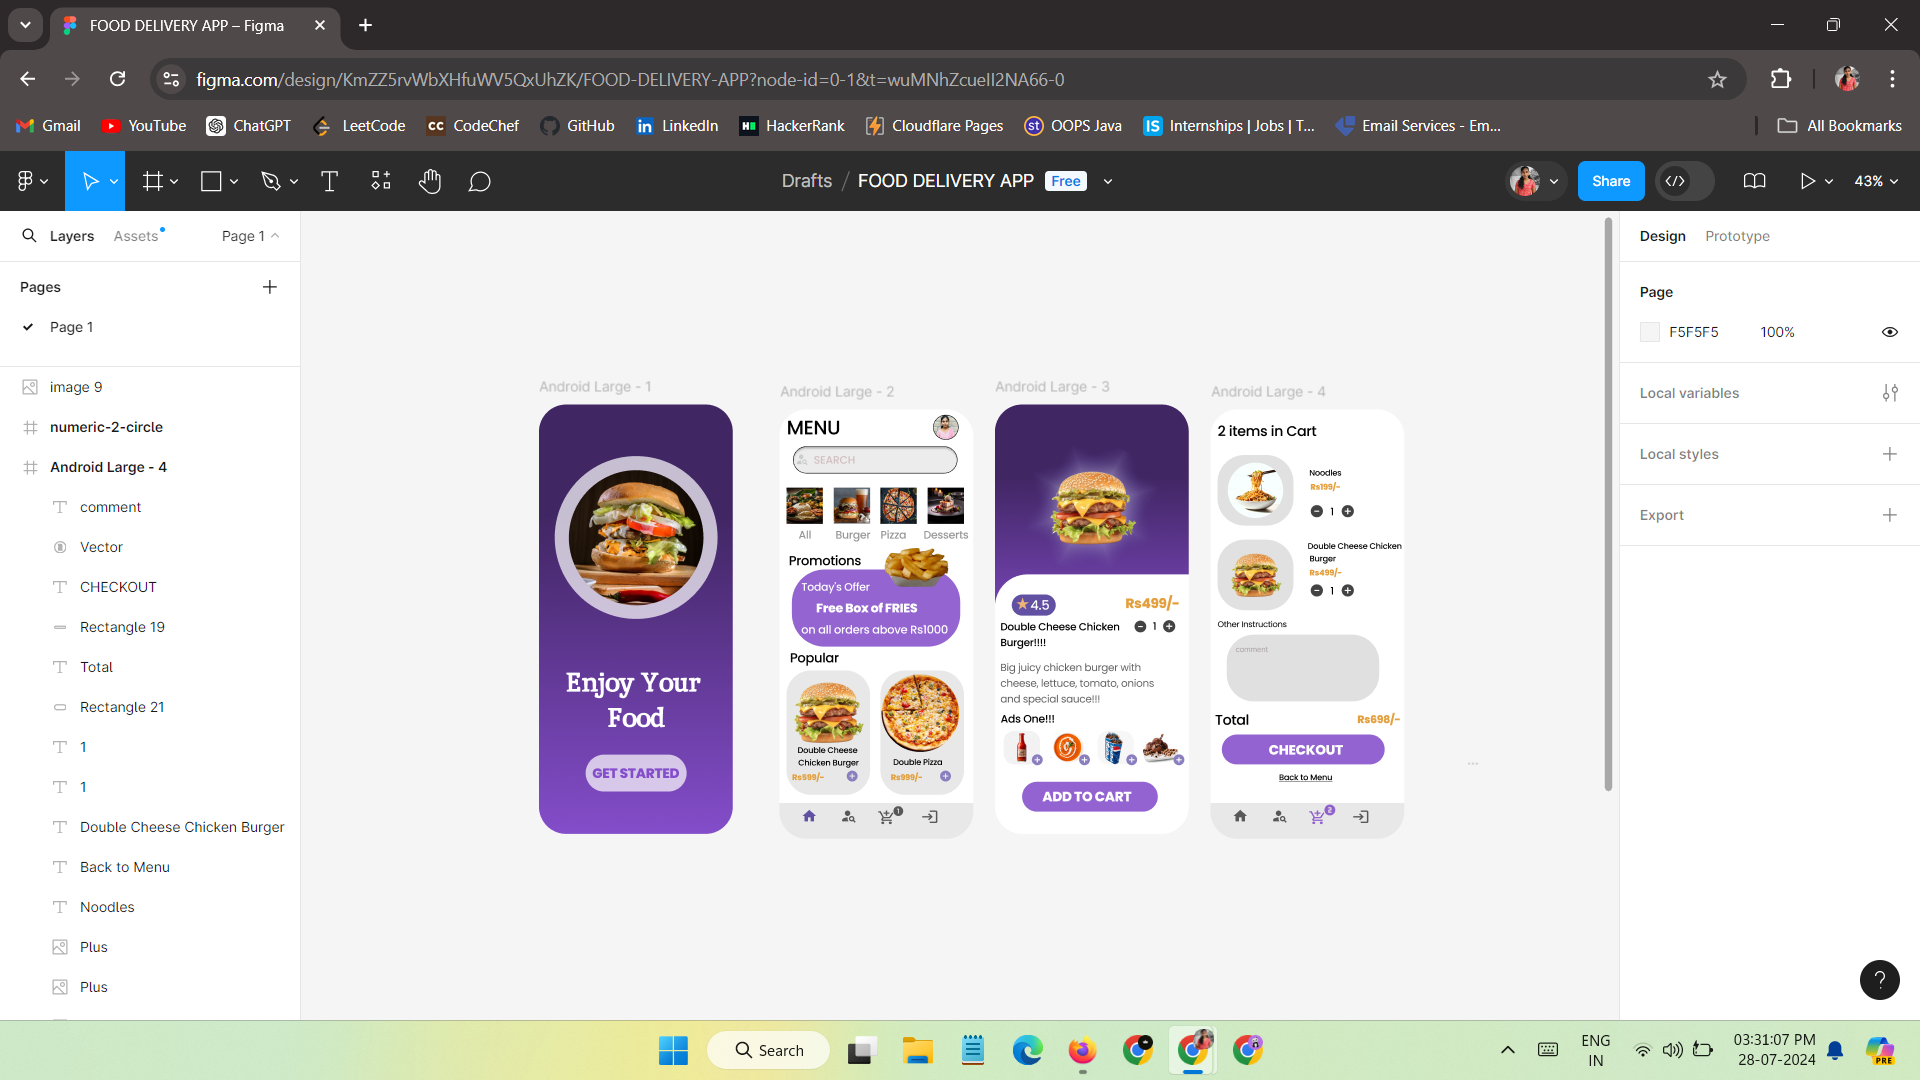 FOOD DELIVERY APP – Figma
figma.com/design/KmZZ5rvWbXHfuWV5QxUhZK/FOOD-DELIVERY-APP?node-id=0-1&t=wuMNhZcueII2NA66-0
Gmail YouTube ChatGPT LeetCode CodeChef GitHub LinkedIn HackerRank Cloudflare Pages OOPS Java Internships | Jobs | T... Email Services - Em... All Bookmarks
Drafts / FOOD DELIVERY APP Free Share 43%
Layers Assets Page 1
Design Prototype
Pages
Page 1
image 9
numeric-2-circle
Android Large - 4
comment
Vector
CHECKOUT
Rectangle 19
Total
Rectangle 21
1
1
Double Cheese Chicken Burger
Back to Menu
Noodles
Plus
Plus
Android Large - 1
Enjoy Your
Food
GET STARTED
Android Large - 2
MENU
SEARCH
All Burger Pizza Desserts
Promotions
Today's Offer
Free Box of FRIES
on all orders above Rs1000
Popular
Double Cheese
Chicken Burger
Rs599/-
Double Pizza
Rs999/-
1
Android Large - 3
4.5 Rs499/-
Double Cheese Chicken
Burger!!!!
1
Big juicy chicken burger with
cheese, lettuce, tomato, onions
and special sauce!!!
Ads One!!!
ADD TO CART
Android Large - 4
2 items in Cart
Noodles
Rs199/-
1
Double Cheese Chicken
Burger
Rs499/-
1
Other Instructions
comment
Total Rs698/-
CHECKOUT
Back to Menu
2
Page
F5F5F5 100%
Local variables
Local styles
Export
?
Search
ENG
IN
03:31:07 PM
28-07-2024
PRE